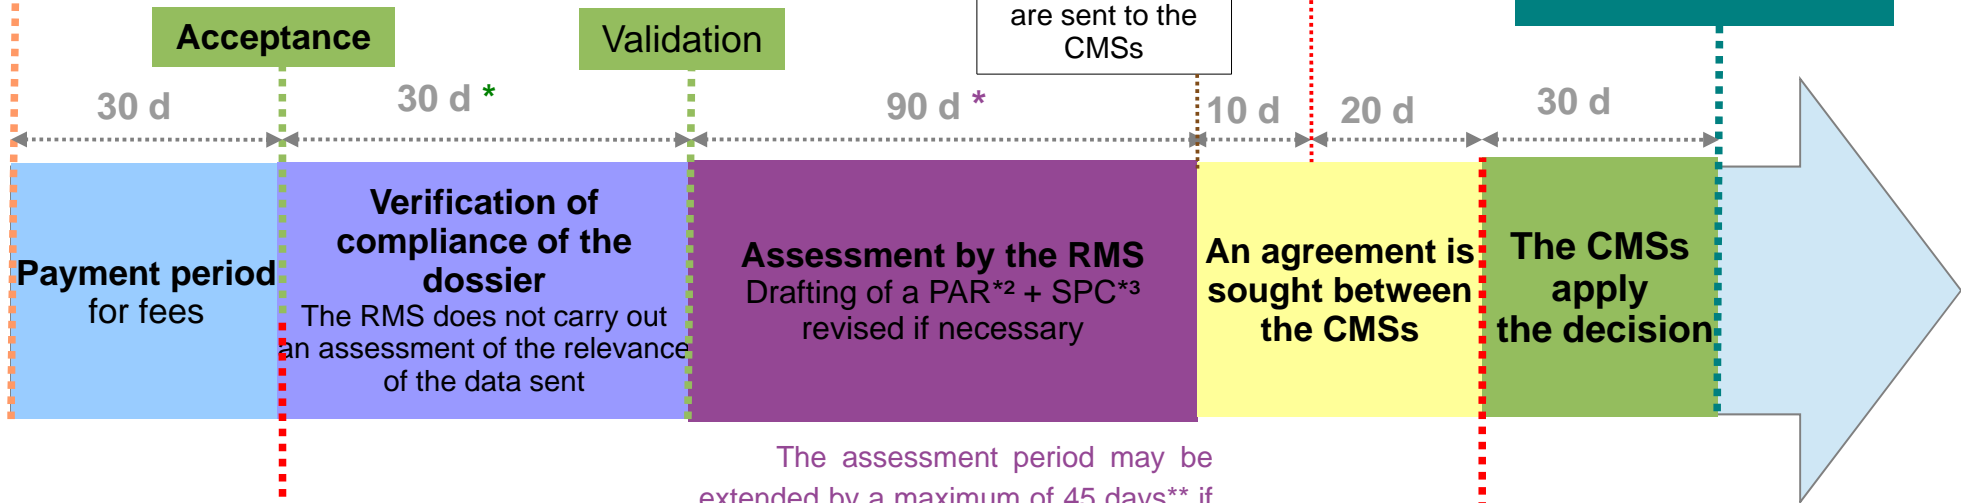 are sent to the
CMSs
Acceptance
Validation
30 d
30 d *
90 d *
10 d
20 d
30 d
Payment period
for fees
Verification of
compliance of the
dossier
The RMS does not carry out
an assessment of the relevance
of the data sent
Assessment by the RMS
Drafting of a PAR*² + SPC*³
revised if necessary
An agreement is
sought between
the CMSs
The CMSs
apply
the decision
The assessment period may be
extended by a maximum of 45 days** if